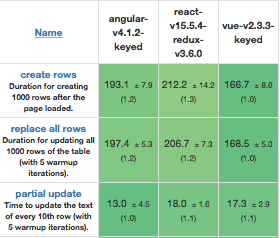 Name
angular-
v4.1.2-
keyed
react-
v15.5.4-
redux-
v3.6.0
vue-v2.3.3-
keyed
create rows
Duration for creating
1000 rows after the
page loaded.
193.1 ± 7.9
(1.2)
212.2 ± 14.2
(1.3)
166.7 ± 8.6
(1.0)
replace all rows
Duration for updating all
1000 rows of the table
(with 5 warmup
iterations).
197.4 ± 5.3
(1.2)
206.7 ± 7.3
(1.2)
168.5 ± 5.0
(1.0)
partial update
Time to update the text
of every 10th row (with
5 warmup iterations).
13.0 ± 4.5
(1.0)
18.0 ± 1.6
(1.1)
17.3 ± 2.9
(1.1)